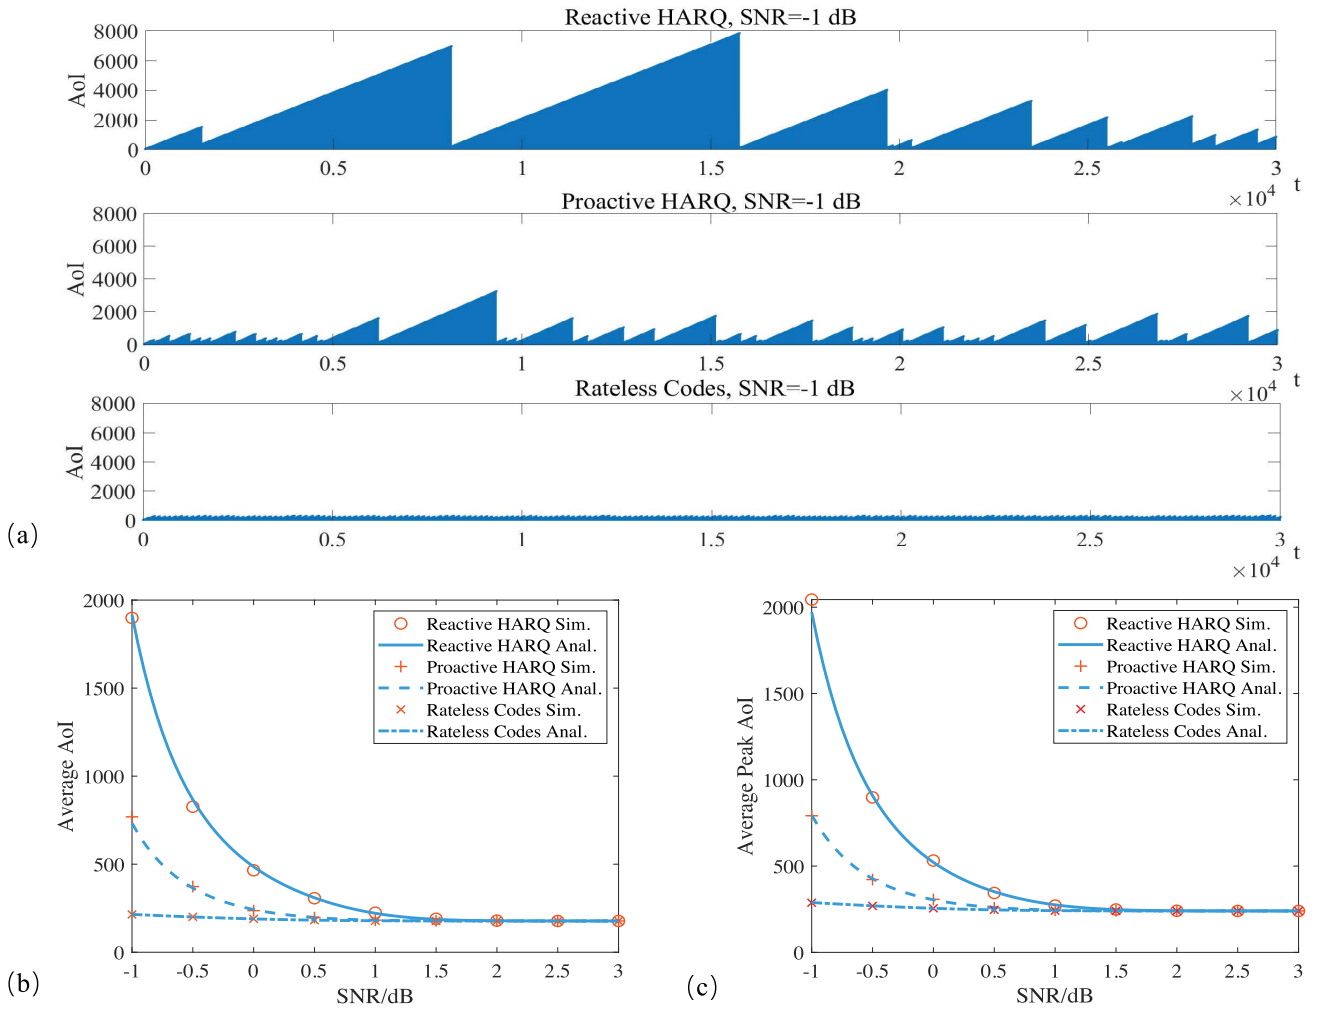 Reactive HARQ, SNR=-1 dB
8000
6000
4000
2000
0
AoI
0 0.5 1 1.5 2 2.5 3
t
×10⁴
Proactive HARQ, SNR=-1 dB
8000
6000
4000
2000
0
AoI
0 0.5 1 1.5 2 2.5 3
t
×10⁴
Rateless Codes, SNR=-1 dB
8000
6000
4000
2000
0
AoI
0 0.5 1 1.5 2 2.5 3
t
×10⁴
(a)
2000
1500
1000
500
0
Average AoI
Reactive HARQ Sim.
Reactive HARQ Anal.
Proactive HARQ Sim.
Proactive HARQ Anal.
Rateless Codes Sim.
Rateless Codes Anal.
-1 -0.5 0 0.5 1 1.5 2 2.5 3
SNR/dB
(b)
2000
1500
1000
500
0
Average Peak AoI
Reactive HARQ Sim.
Reactive HARQ Anal.
Proactive HARQ Sim.
Proactive HARQ Anal.
Rateless Codes Sim.
Rateless Codes Anal.
-1 -0.5 0 0.5 1 1.5 2 2.5 3
SNR/dB
(c)